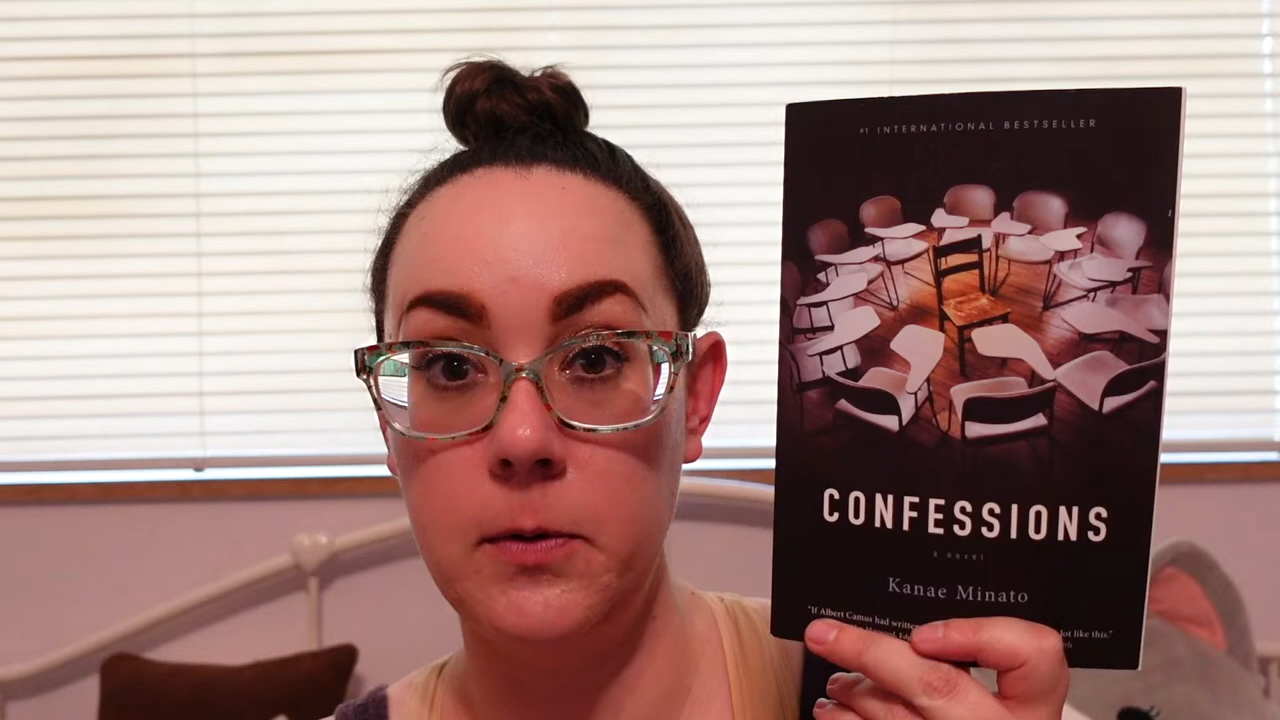 #1 INTERNATIONAL BESTSELLER
CONFESSIONS
a novel
Kanae Minato
"If Albert Camus had written lot like this."